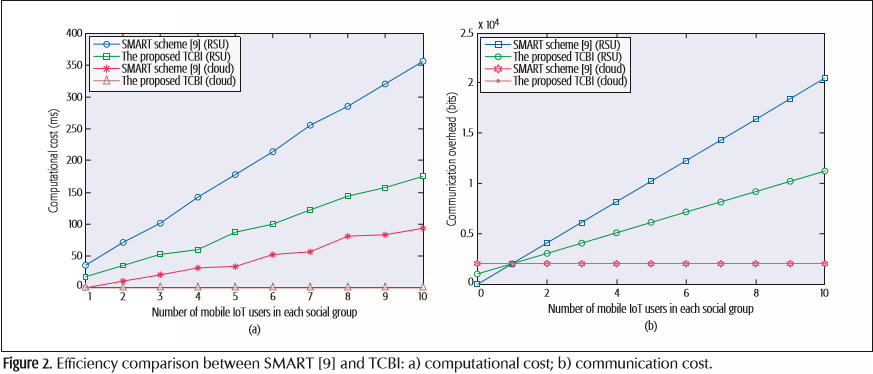 400
350
300
250
200
150
100
50
0
Computational cost (ms)
SMART scheme [9] (RSU)
The proposed TCBI (RSU)
SMART scheme [9] (cloud)
The proposed TCBI (cloud)
1 2 3 4 5 6 7 8 9 10
Number of mobile IoT users in each social group
(a)
x 10⁴
2.5
2
1.5
1
0.5
0
Communication overhead (bits)
SMART scheme [9] (RSU)
The proposed TCBI (RSU)
SMART scheme [9] (cloud)
The proposed TCBI (cloud)
0 2 4 6 8 10
Number of mobile IoT users in each social group
(b)
Figure 2. Efficiency comparison between SMART [9] and TCBI: a) computational cost; b) communication cost.